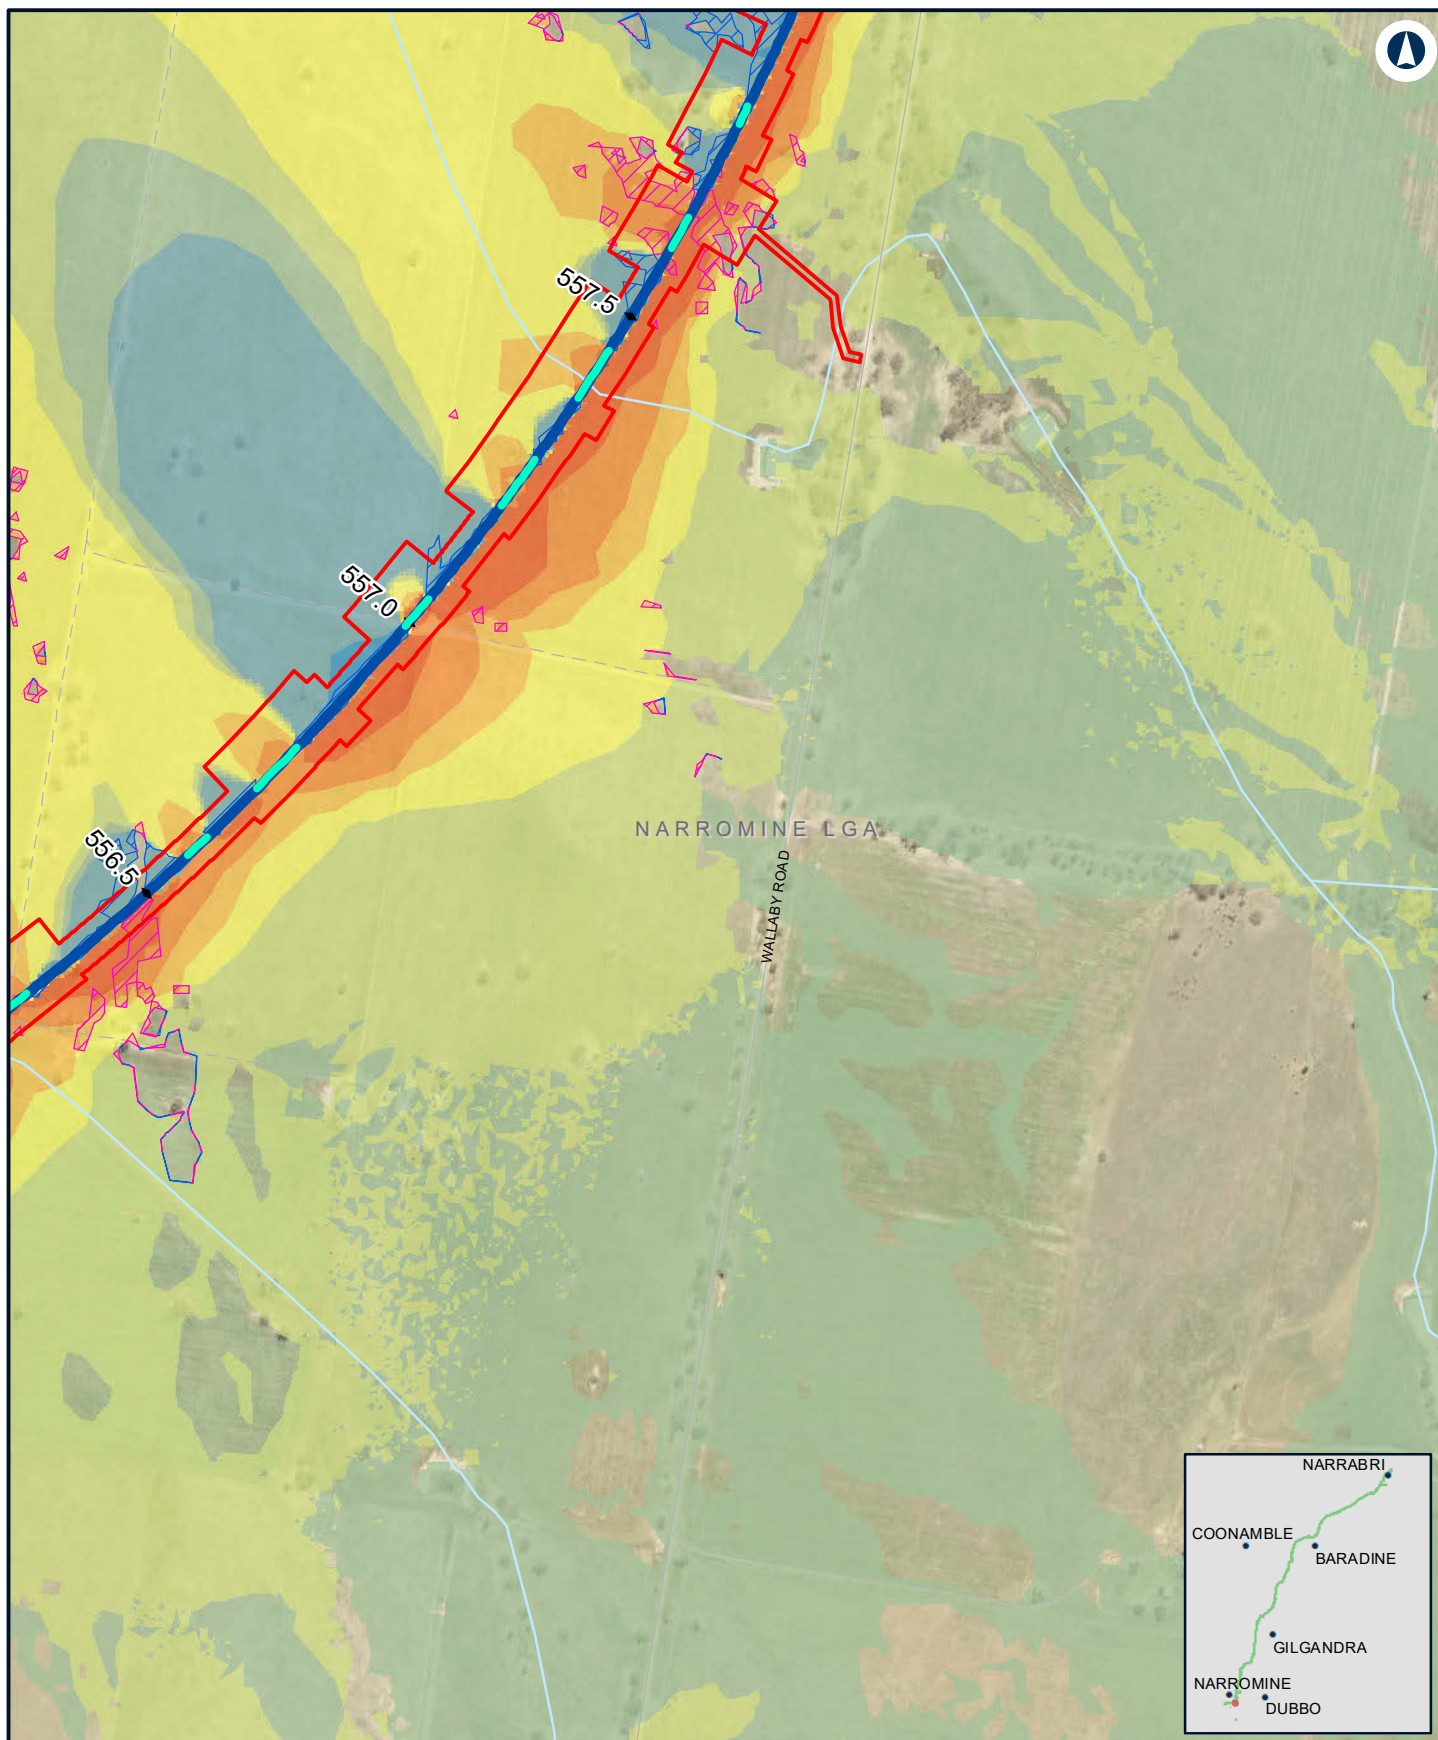 557.5
557.0
556.5
NARROMINE LGA
WALLABY ROAD
NARRABRI
COONAMBLE
BARADINE
GILGANDRA
NARROMINE
DUBBO